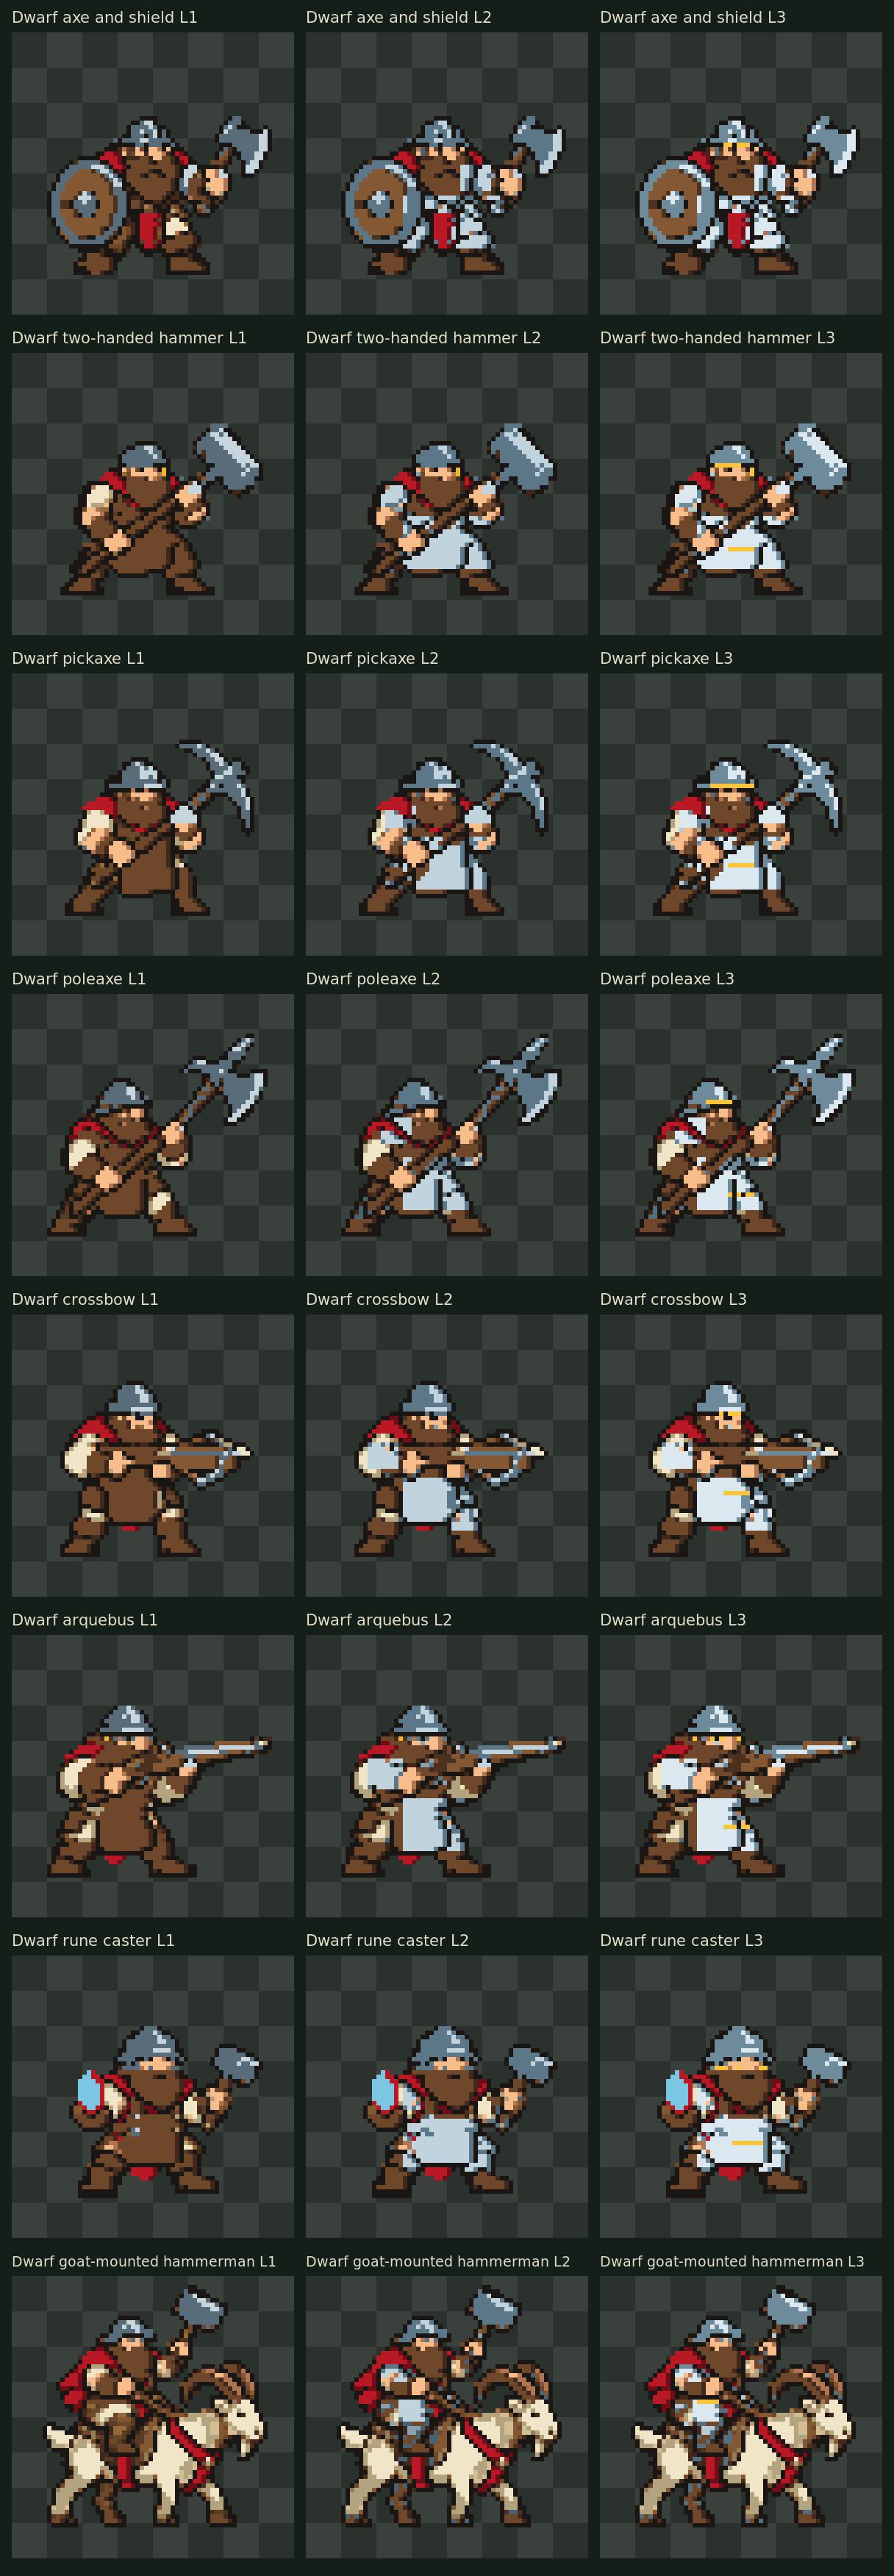 Dwarf axe and shield L1
Dwarf axe and shield L2
Dwarf axe and shield L3
Dwarf two-handed hammer L1
Dwarf two-handed hammer L2
Dwarf two-handed hammer L3
Dwarf pickaxe L1
Dwarf pickaxe L2
Dwarf pickaxe L3
Dwarf poleaxe L1
Dwarf poleaxe L2
Dwarf poleaxe L3
Dwarf crossbow L1
Dwarf crossbow L2
Dwarf crossbow L3
Dwarf arquebus L1
Dwarf arquebus L2
Dwarf arquebus L3
Dwarf rune caster L1
Dwarf rune caster L2
Dwarf rune caster L3
Dwarf goat-mounted hammerman L1
Dwarf goat-mounted hammerman L2
Dwarf goat-mounted hammerman L3